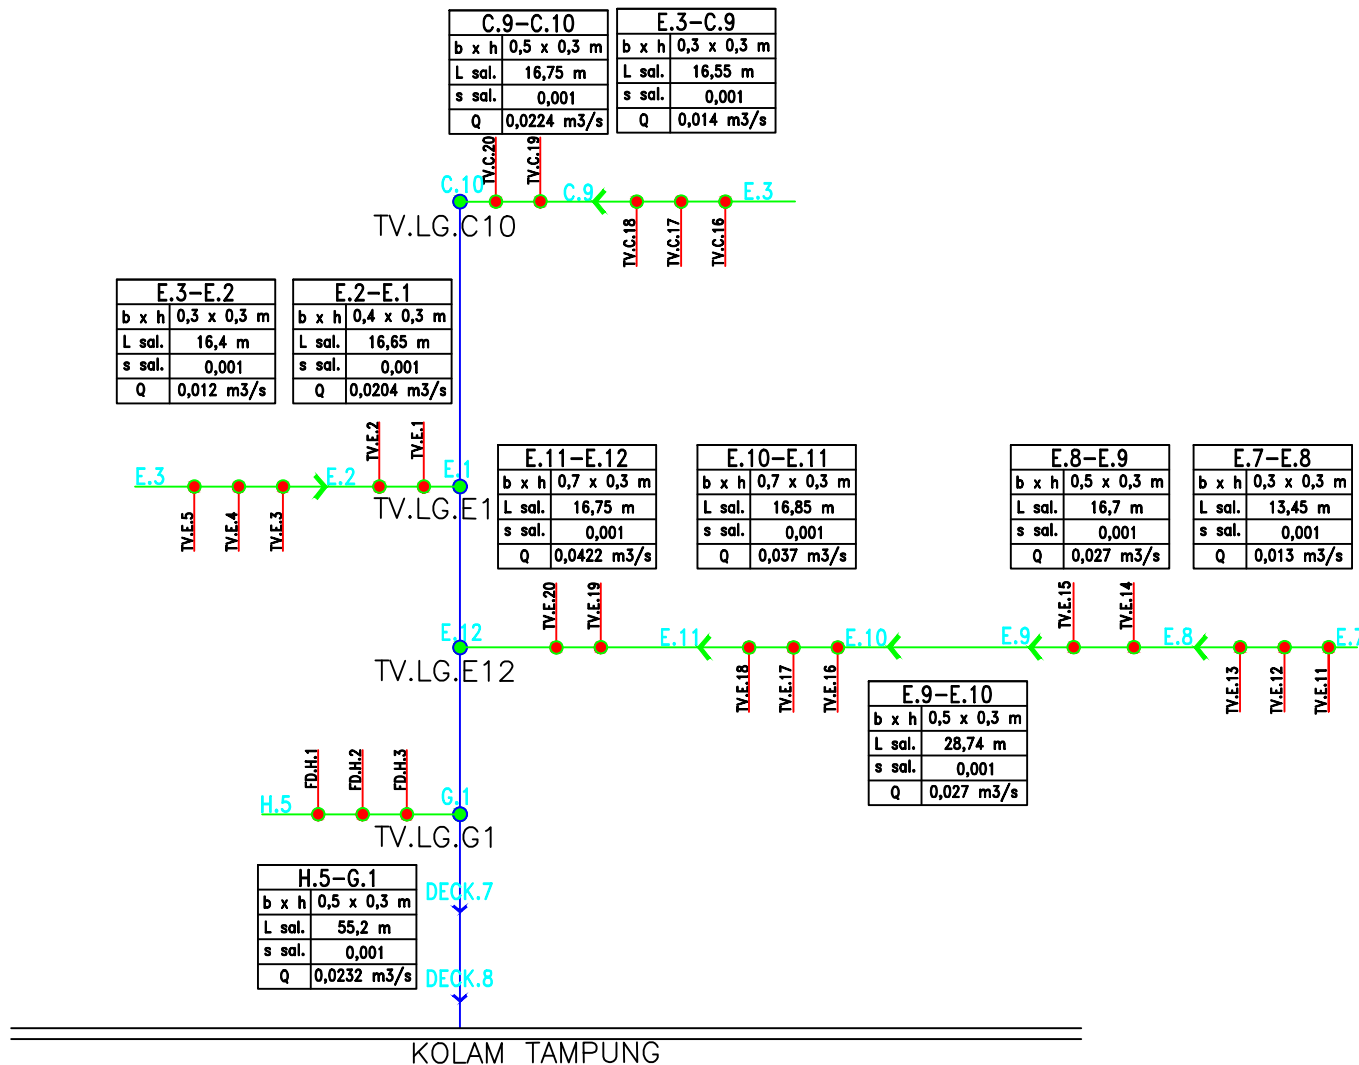 C.9-C.10
b x h 0,5 x 0,3 m
L sal. 16,75 m
s sal. 0,001
Q 0,0224 m3/s
E.3-C.9
b x h 0,3 x 0,3 m
L sal. 16,55 m
s sal. 0,001
Q 0,014 m3/s
TV.C.20
TV.C.19
C.10
C.9
E.3
TV.LG.C10
TV.C.18
TV.C.17
TV.C.16
E.3-E.2
b x h 0,3 x 0,3 m
L sal. 16,4 m
s sal. 0,001
Q 0,012 m3/s
E.2-E.1
b x h 0,4 x 0,3 m
L sal. 16,65 m
s sal. 0,001
Q 0,0204 m3/s
TV.E.2
TV.E.1
E.3
E.2
E.1
TV.LG.E1
TV.E.5
TV.E.4
TV.E.3
E.11-E.12
b x h 0,7 x 0,3 m
L sal. 16,75 m
s sal. 0,001
Q 0,0422 m3/s
E.10-E.11
b x h 0,7 x 0,3 m
L sal. 16,85 m
s sal. 0,001
Q 0,037 m3/s
E.8-E.9
b x h 0,5 x 0,3 m
L sal. 16,7 m
s sal. 0,001
Q 0,027 m3/s
E.7-E.8
b x h 0,3 x 0,3 m
L sal. 13,45 m
s sal. 0,001
Q 0,013 m3/s
TV.E.20
TV.E.19
TV.E.15
TV.E.14
E.12
E.11
E.10
E.9
E.8
E.7
TV.LG.E12
TV.E.18
TV.E.17
TV.E.16
TV.E.13
TV.E.12
TV.E.11
E.9-E.10
b x h 0,5 x 0,3 m
L sal. 28,74 m
s sal. 0,001
Q 0,027 m3/s
FD.H.1
FD.H.2
FD.H.3
H.5
G.1
TV.LG.G1
H.5-G.1
b x h 0,5 x 0,3 m
L sal. 55,2 m
s sal. 0,001
Q 0,0232 m3/s
DECK.7
DECK.8
KOLAM TAMPUNG